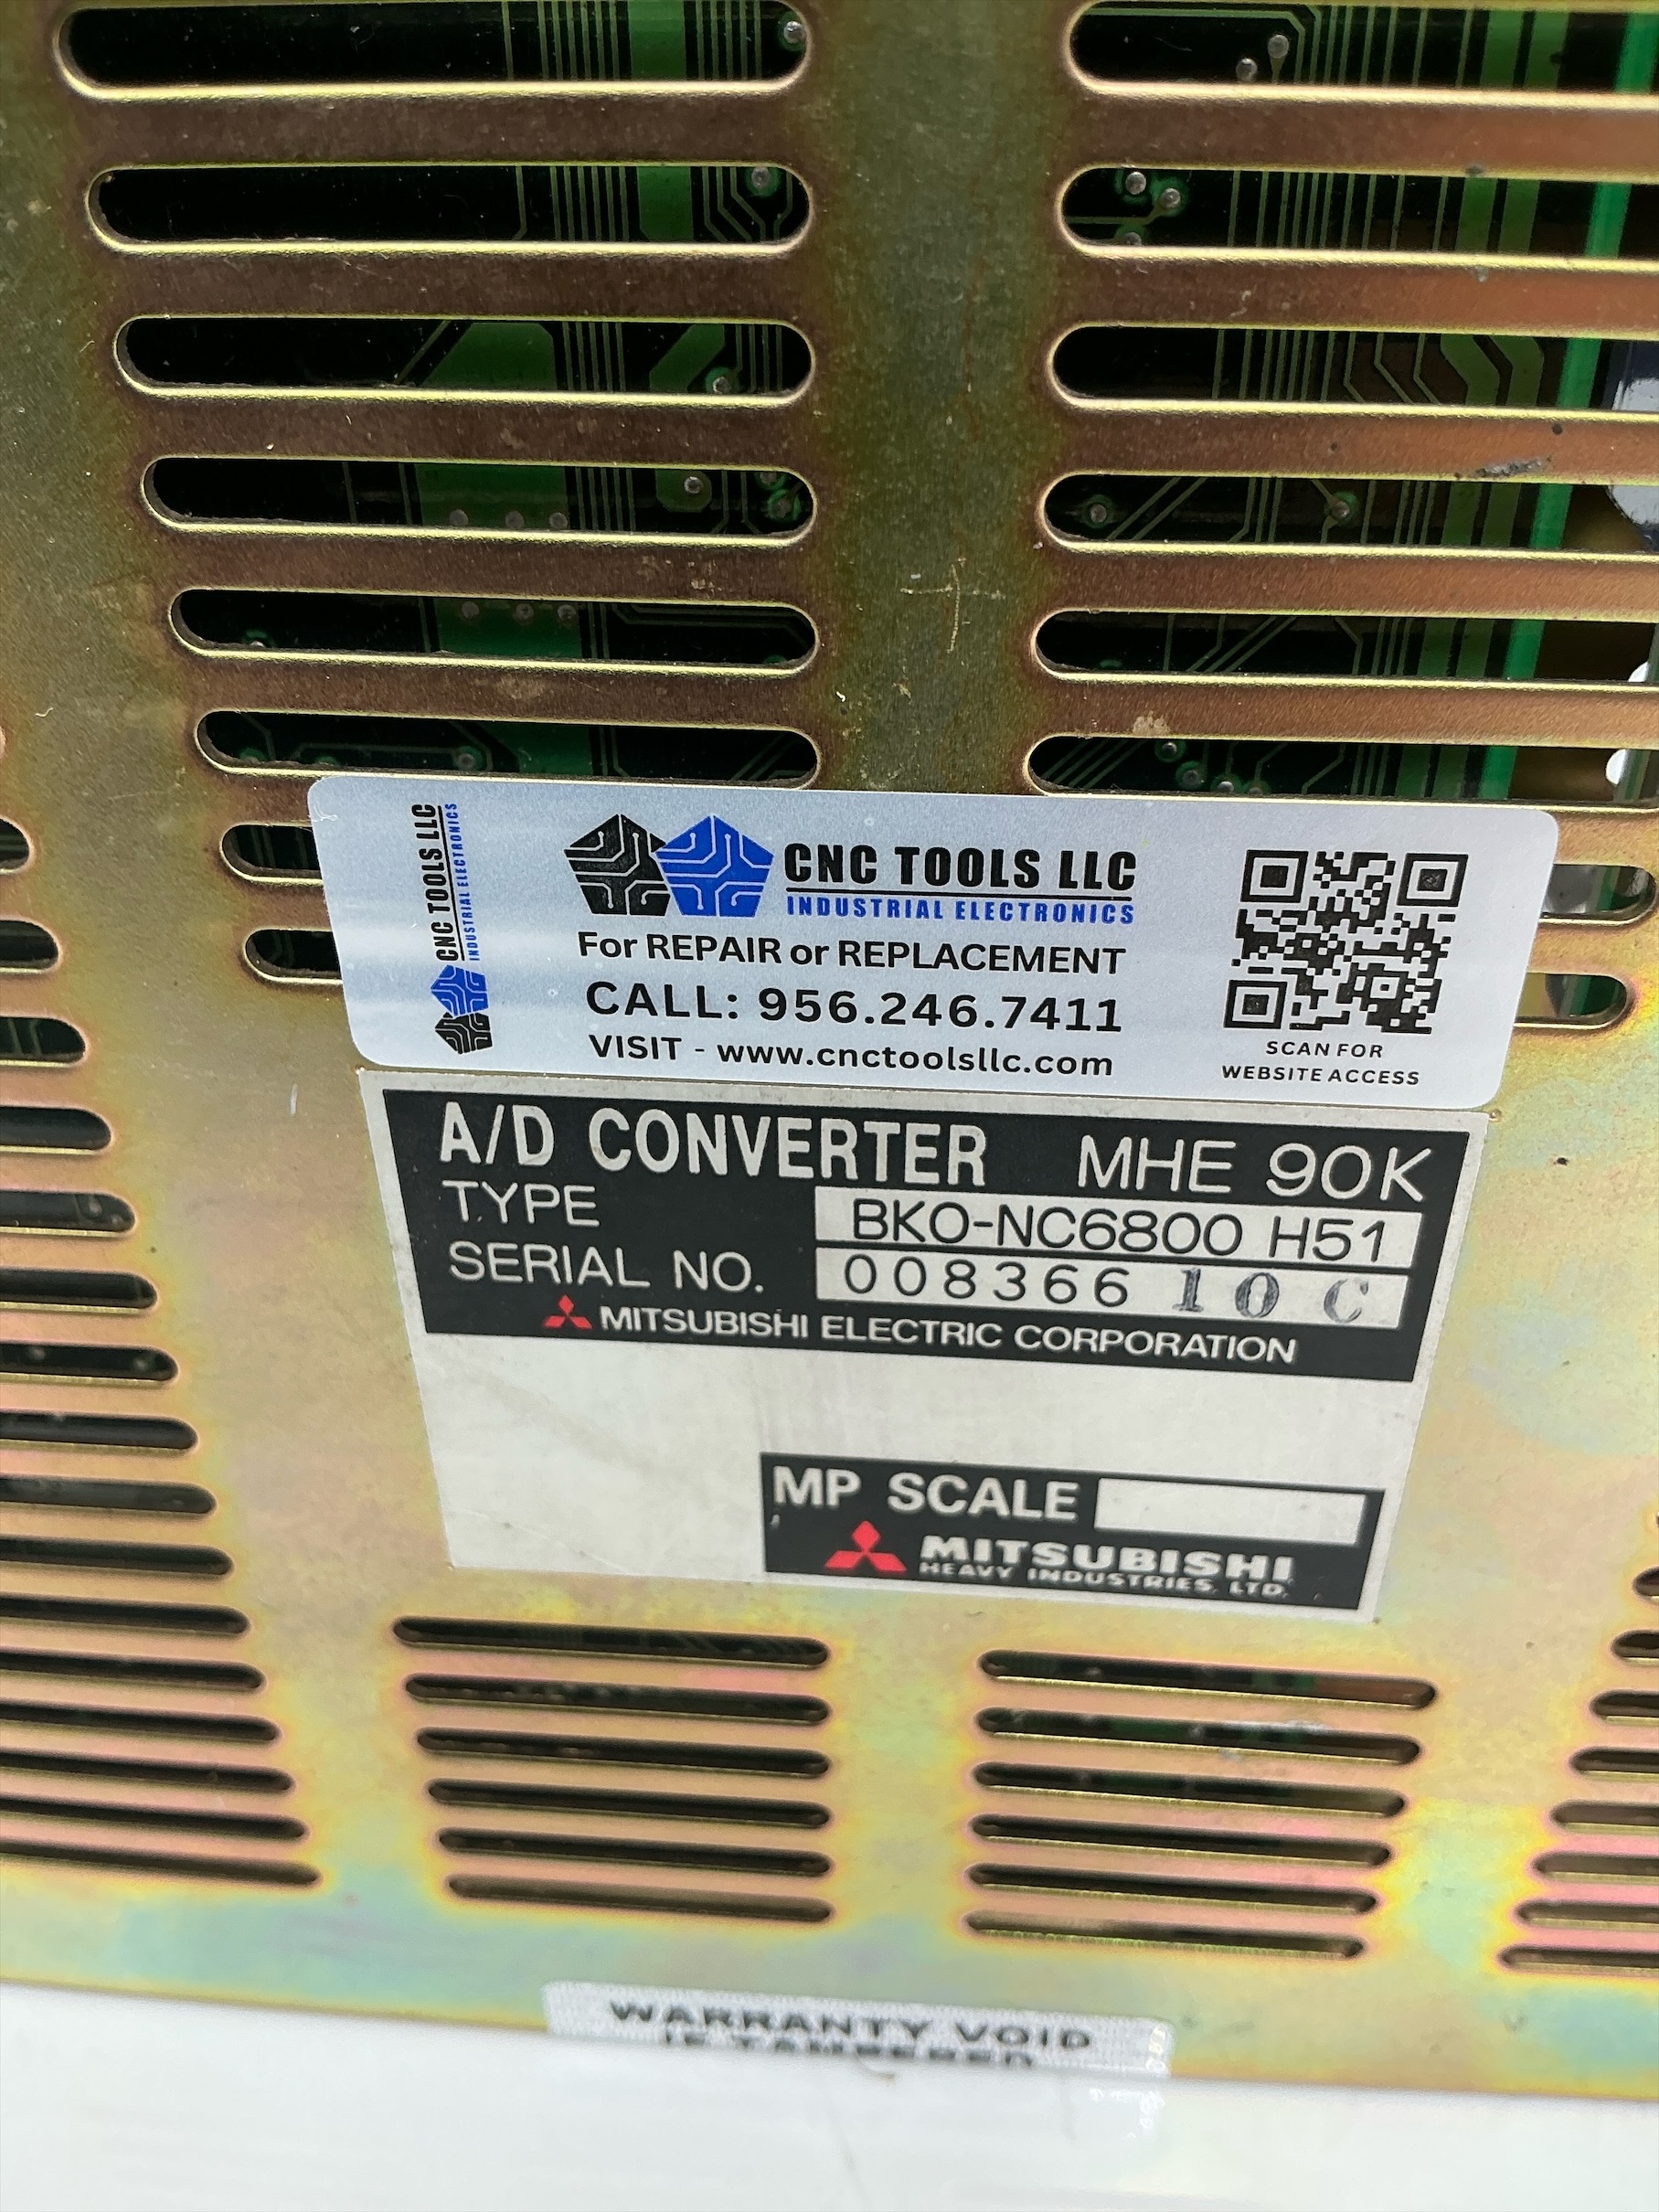 CNC TOOLS LLC
INDUSTRIAL ELECTRONICS
CNC TOOLS LLC
INDUSTRIAL ELECTRONICS
For REPAIR or REPLACEMENT
CALL: 956.246.7411
VISIT - www.cnctoolsllc.com
SCAN FOR
WEBSITE ACCESS
A/D CONVERTER MHE 90K
TYPE BKO-NC6800 H51
SERIAL NO. 008366 10 C
MITSUBISHI ELECTRIC CORPORATION
MP SCALE
MITSUBISHI
HEAVY INDUSTRIES, LTD.
WARRANTY VOID
IF TAMPERED